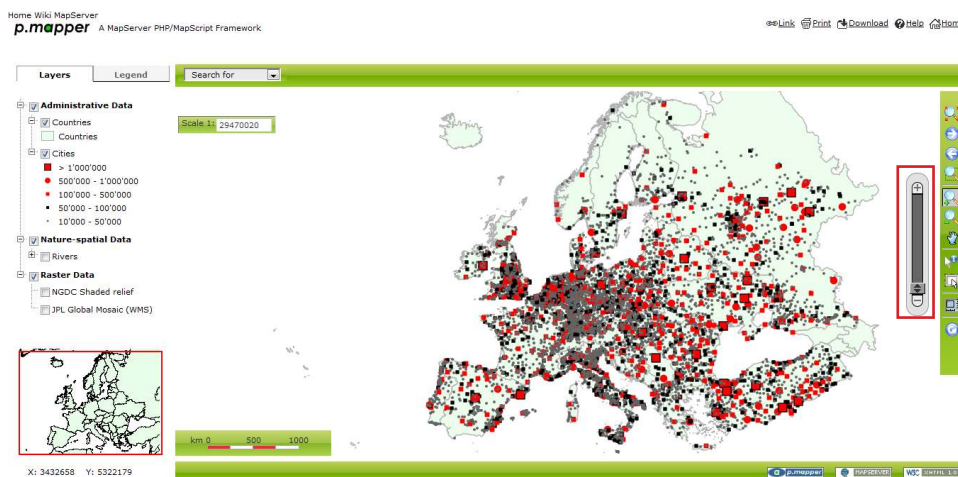 Home Wiki MapServer
p.mapper A MapServer PHP/MapScript Framework
Link Print Download Help Hom
Layers Legend Search for
Administrative Data
Countries
Countries
Cities
> 1'000'000
500'000 - 1'000'000
100'000 - 500'000
50'000 - 100'000
10'000 - 50'000
Nature-spatial Data
Rivers
Raster Data
NGDC Shaded relief
JPL Global Mosaic (WMS)
Scale 1: 29470020
km 0 500 1000
X: 3432658 Y: 5322179
p.mapper MAPSERVER W3C XHTML 1.0